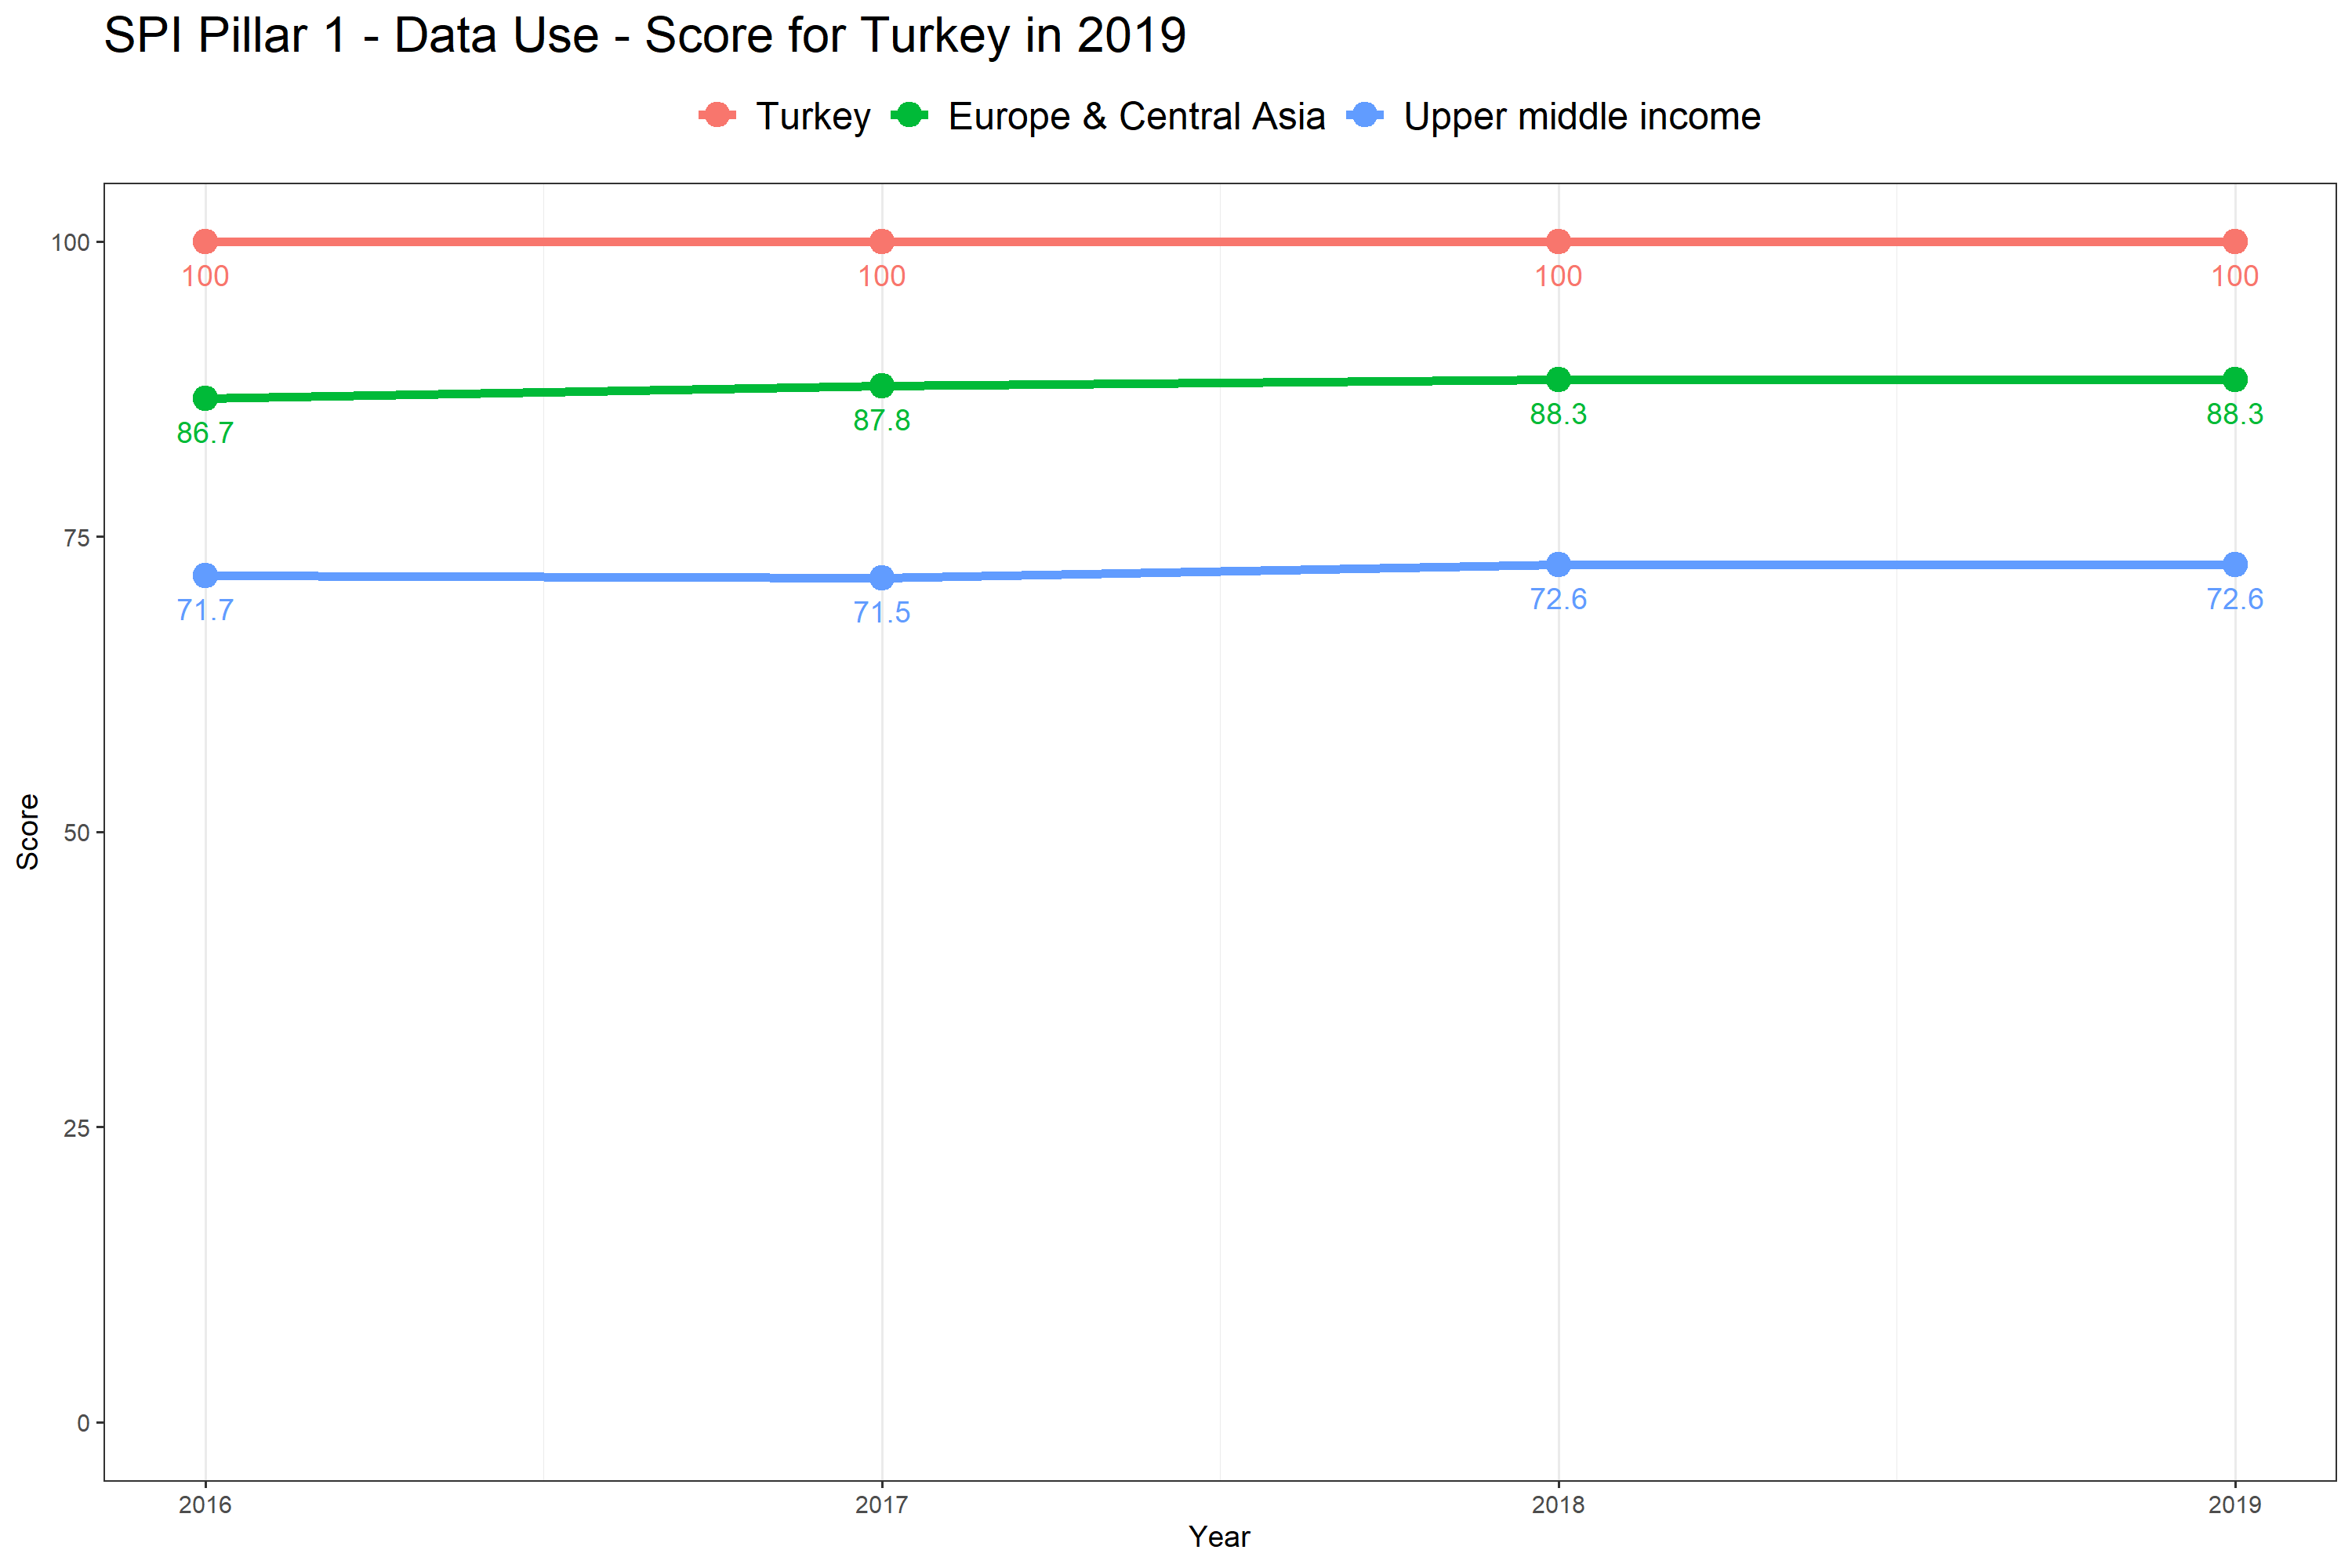 SPI Pillar 1 - Data Use - Score for Turkey in 2019
Turkey Europe & Central Asia Upper middle income
100
100 100 100 100
86.7 87.8 88.3 88.3
75
71.7 71.5 72.6 72.6
50
Score
25
0
2016 2017 2018 2019
Year